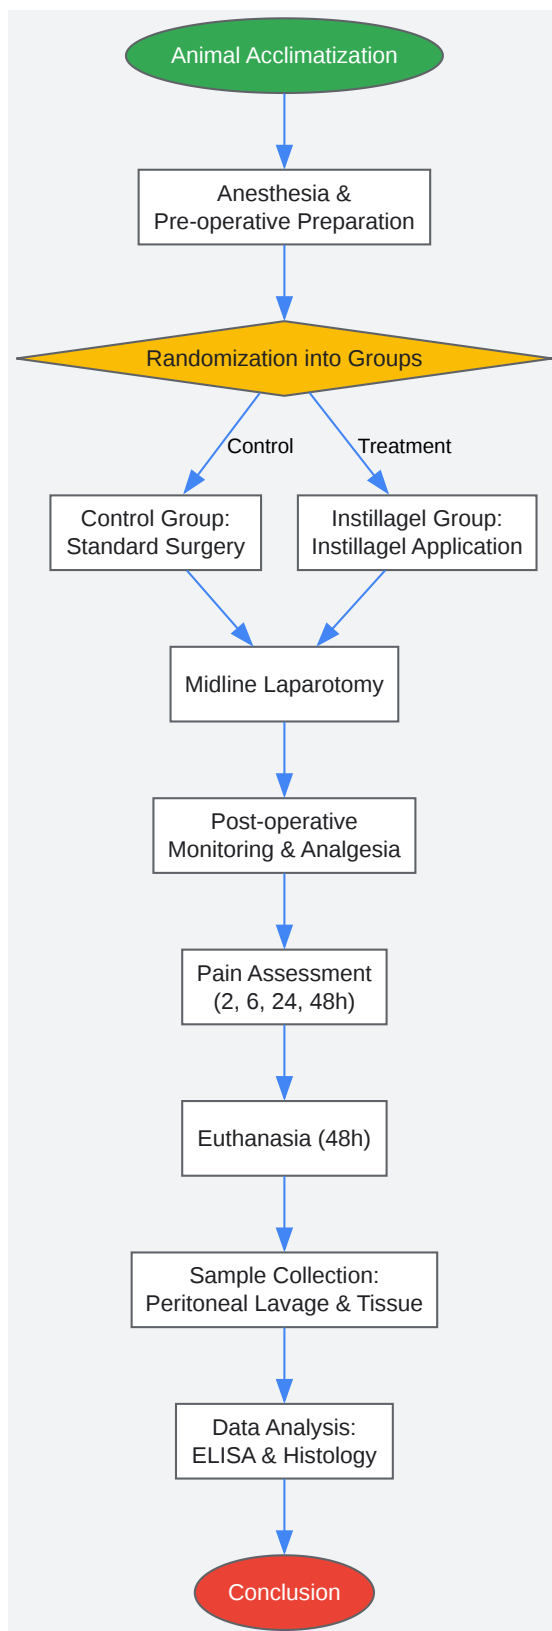 Animal Acclimatization
Anesthesia &
Pre-operative Preparation
Randomization into Groups
Control
Treatment
Control Group:
Standard Surgery
Instillagel Group:
Instillagel Application
Midline Laparotomy
Post-operative
Monitoring & Analgesia
Pain Assessment
(2, 6, 24, 48h)
Euthanasia (48h)
Sample Collection:
Peritoneal Lavage & Tissue
Data Analysis:
ELISA & Histology
Conclusion